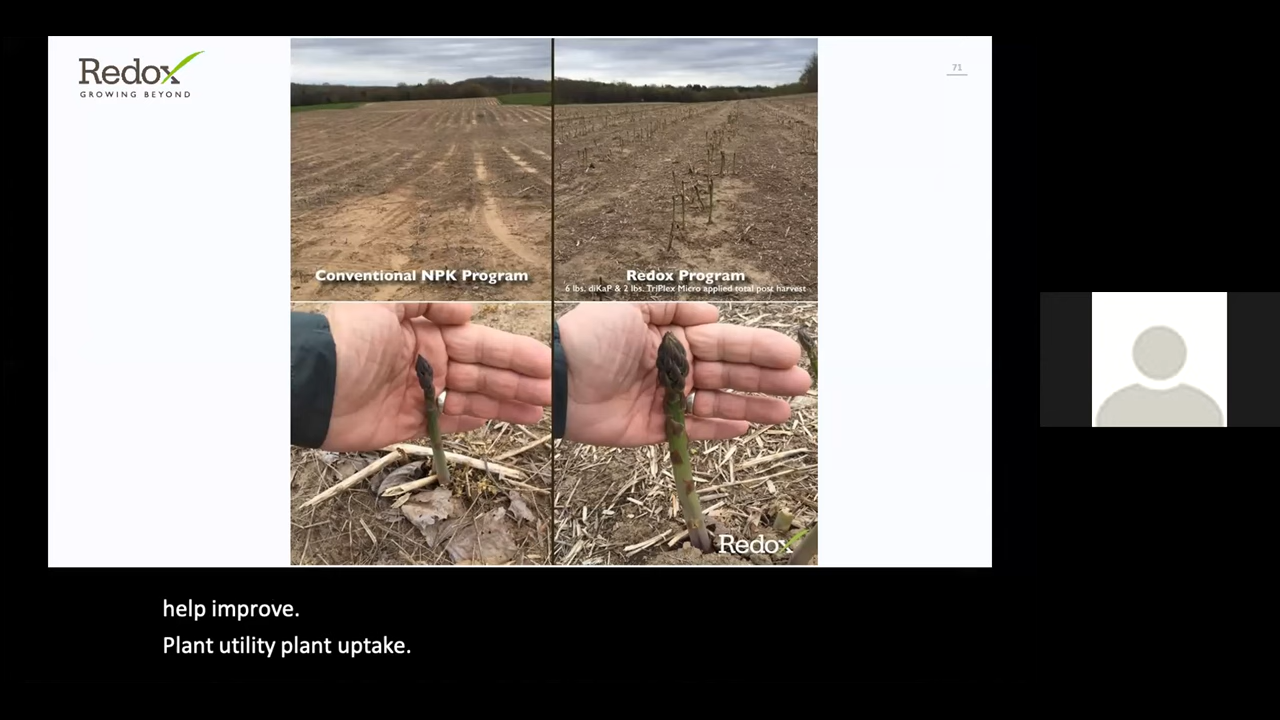 Redox
GROWING BEYOND
71
Conventional NPK Program
Redox Program
6 lbs. diKaP & 2 lbs. TriPlex Micro applied total post harvest
Redox
help improve.
Plant utility plant uptake.